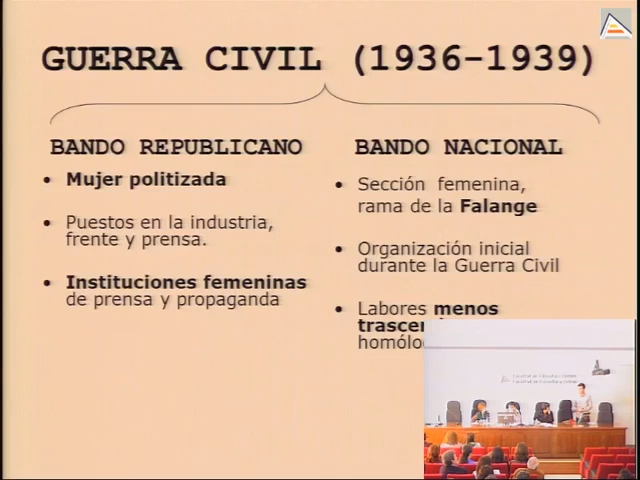 GUERRA CIVIL (1936-1939)
BANDO REPUBLICANO
• Mujer politizada
• Puestos en la industria,
frente y prensa.
• Instituciones femeninas
de prensa y propaganda
BANDO NACIONAL
• Sección femenina,
rama de la Falange
• Organización inicial
durante la Guerra Civil
• Labores menos